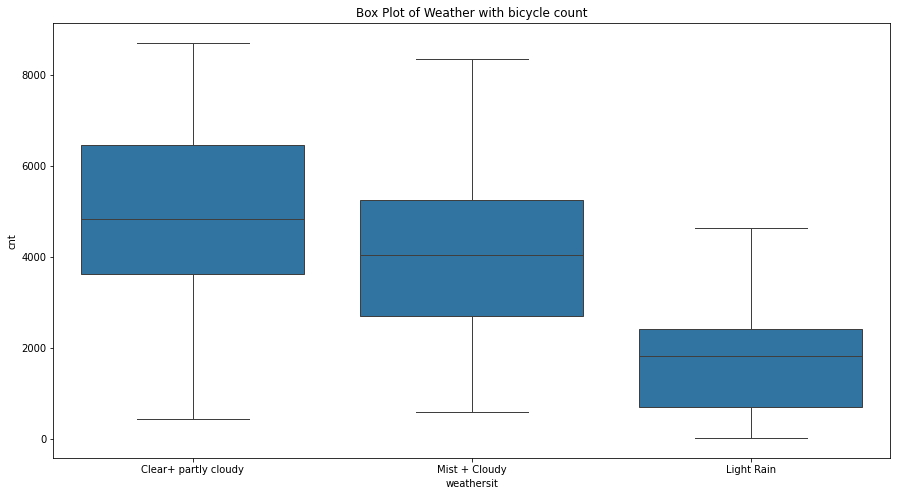 Box Plot of Weather with bicycle count
8000
6000
4000
2000
0
cnt
Clear+ partly cloudy
Mist + Cloudy
Light Rain
weathersit